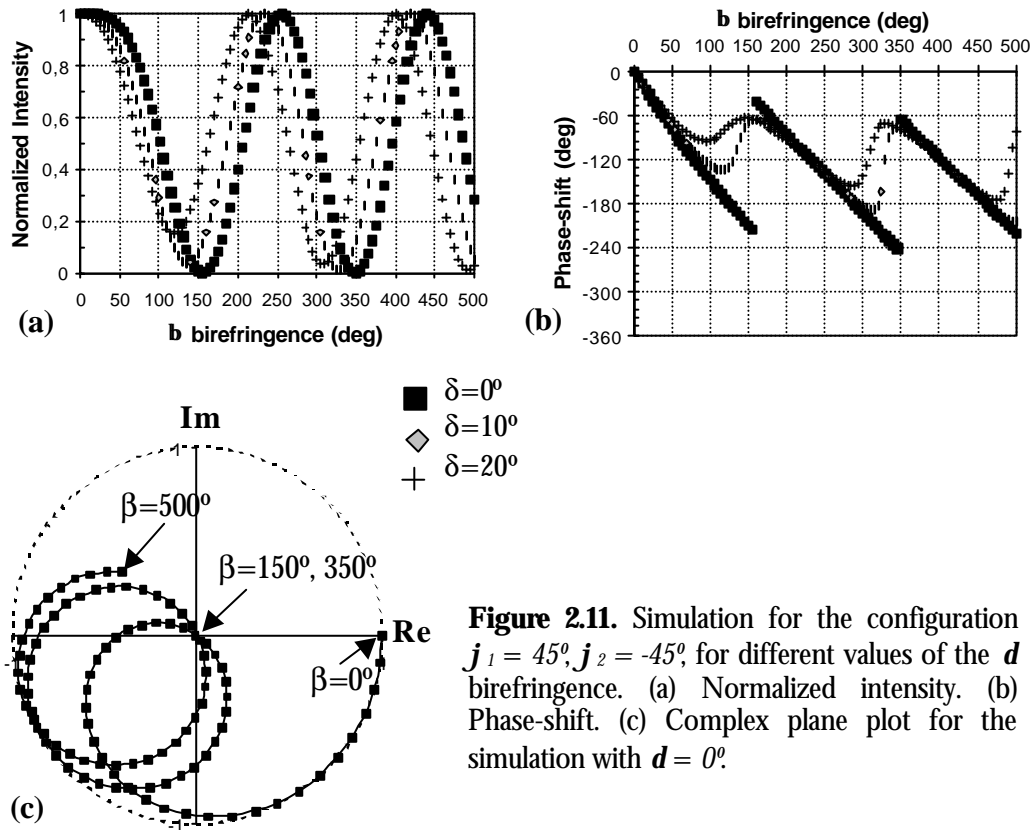 Normalized Intensity
1
0,8
0,6
0,4
0,2
0
0 50 100 150 200 250 300 350 400 450 500
b birefringence (deg)
(a)
b birefringence (deg)
0 50 100 150 200 250 300 350 400 450 500
Phase-shift (deg)
0
-60
-120
-180
-240
-300
-360
(b)
δ=0º
δ=10º
δ=20º
Im
Re
β=500º
β=150º, 350º
β=0º
(c)
Figure 2.11. Simulation for the configuration
j 1 = 45º, j 2 = -45º, for different values of the d
birefringence. (a) Normalized intensity. (b)
Phase-shift. (c) Complex plane plot for the
simulation with d = 0º.